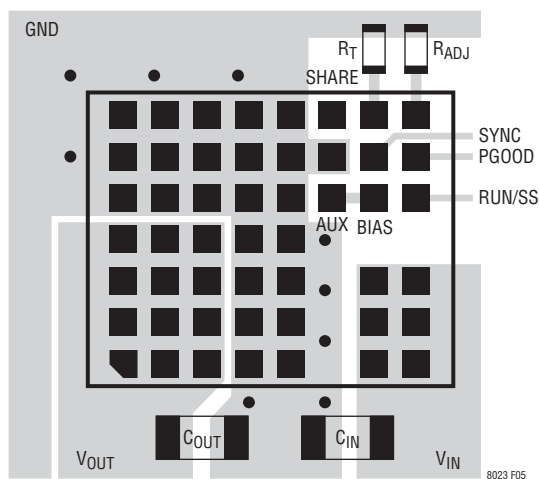 GND
RT RADJ
SHARE
SYNC
PGOOD
RUN/SS
AUX BIAS
COUT CIN
VOUT VIN
8023 F05